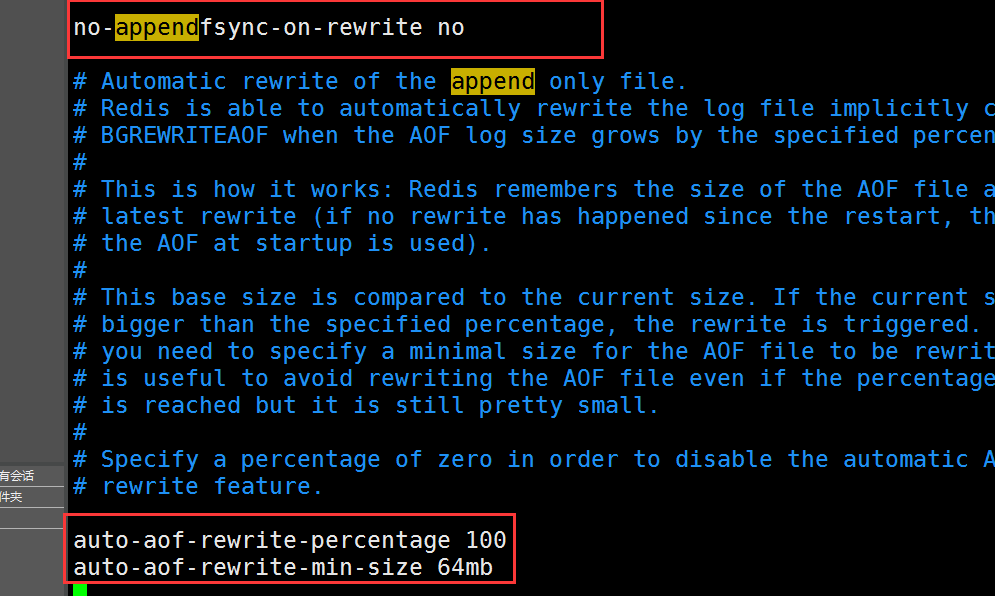 no-appendfsync-on-rewrite no
# Automatic rewrite of the append only file.
# Redis is able to automatically rewrite the log file implicitly
# BGREWRITEAOF when the AOF log size grows by the specified
#
# This is how it works: Redis remembers the size of the AOF file
# latest rewrite (if no rewrite has happened since the restart,
# the AOF at startup is used).
#
# This base size is compared to the current size. If the current
# bigger than the specified percentage, the rewrite is triggered.
# you need to specify a minimal size for the AOF file to be
# is useful to avoid rewriting the AOF file even if the percentage
# is reached but it is still pretty small.
#
# Specify a percentage of zero in order to disable the automatic
# rewrite feature.
有会话
件夹
auto-aof-rewrite-percentage 100
auto-aof-rewrite-min-size 64mb